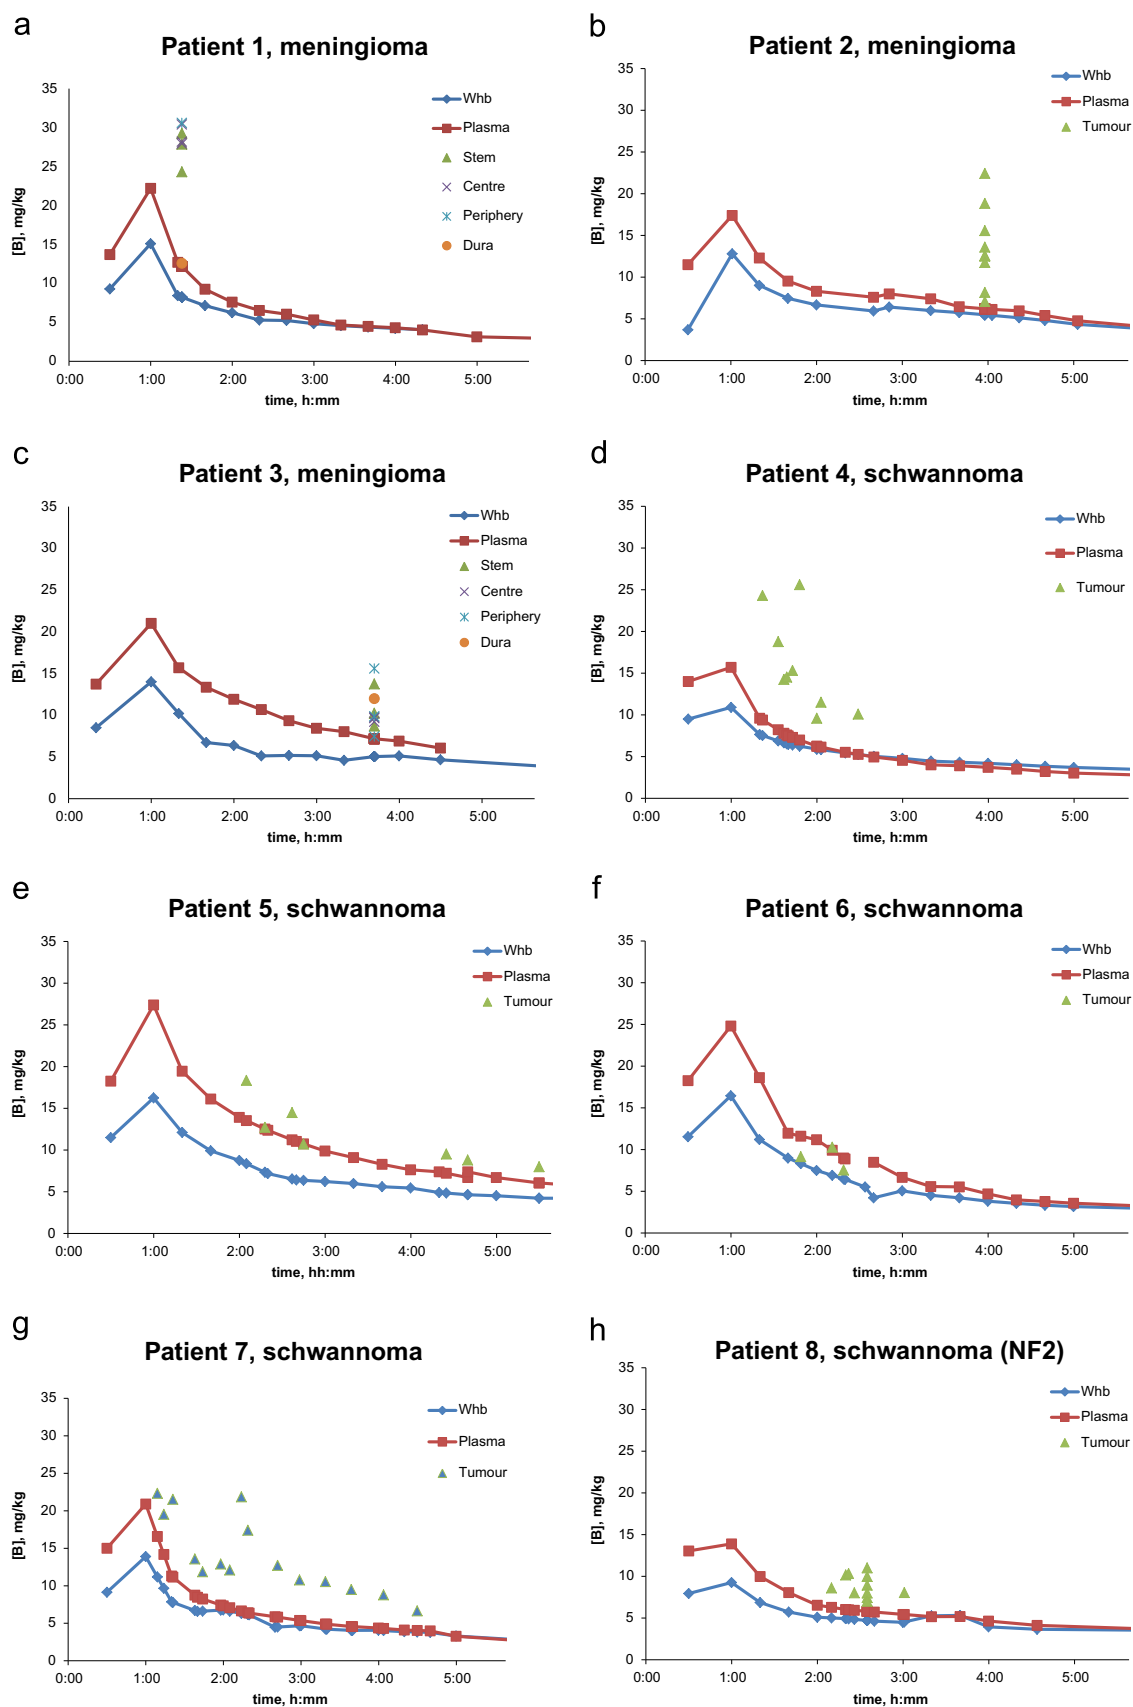 a
Patient 1, meningioma
35
30
25
20
15
10
5
0
[B], mg/kg
0:00 1:00 2:00 3:00 4:00 5:00
time, h:mm
Whb
Plasma
Stem
Centre
Periphery
Dura
b
Patient 2, meningioma
35
30
25
20
15
10
5
0
[B], mg/kg
0:00 1:00 2:00 3:00 4:00 5:00
time, h:mm
Whb
Plasma
Tumour
c
Patient 3, meningioma
35
30
25
20
15
10
5
0
[B], mg/kg
0:00 1:00 2:00 3:00 4:00 5:00
time, h:mm
Whb
Plasma
Stem
Centre
Periphery
Dura
d
Patient 4, schwannoma
35
30
25
20
15
10
5
0
[B], mg/kg
0:00 1:00 2:00 3:00 4:00 5:00
time, h:mm
Whb
Plasma
Tumour
e
Patient 5, schwannoma
35
30
25
20
15
10
5
0
[B], mg/kg
0:00 1:00 2:00 3:00 4:00 5:00
time, hh:mm
Whb
Plasma
Tumour
f
Patient 6, schwannoma
35
30
25
20
15
10
5
0
[B], mg/kg
0:00 1:00 2:00 3:00 4:00 5:00
time, h:mm
Whb
Plasma
Tumour
g
Patient 7, schwannoma
35
30
25
20
15
10
5
0
[B], mg/kg
0:00 1:00 2:00 3:00 4:00 5:00
time, h:mm
Whb
Plasma
Tumour
h
Patient 8, schwannoma (NF2)
35
30
25
20
15
10
5
0
[B], mg/kg
0:00 1:00 2:00 3:00 4:00 5:00
time, h:mm
Whb
Plasma
Tumour